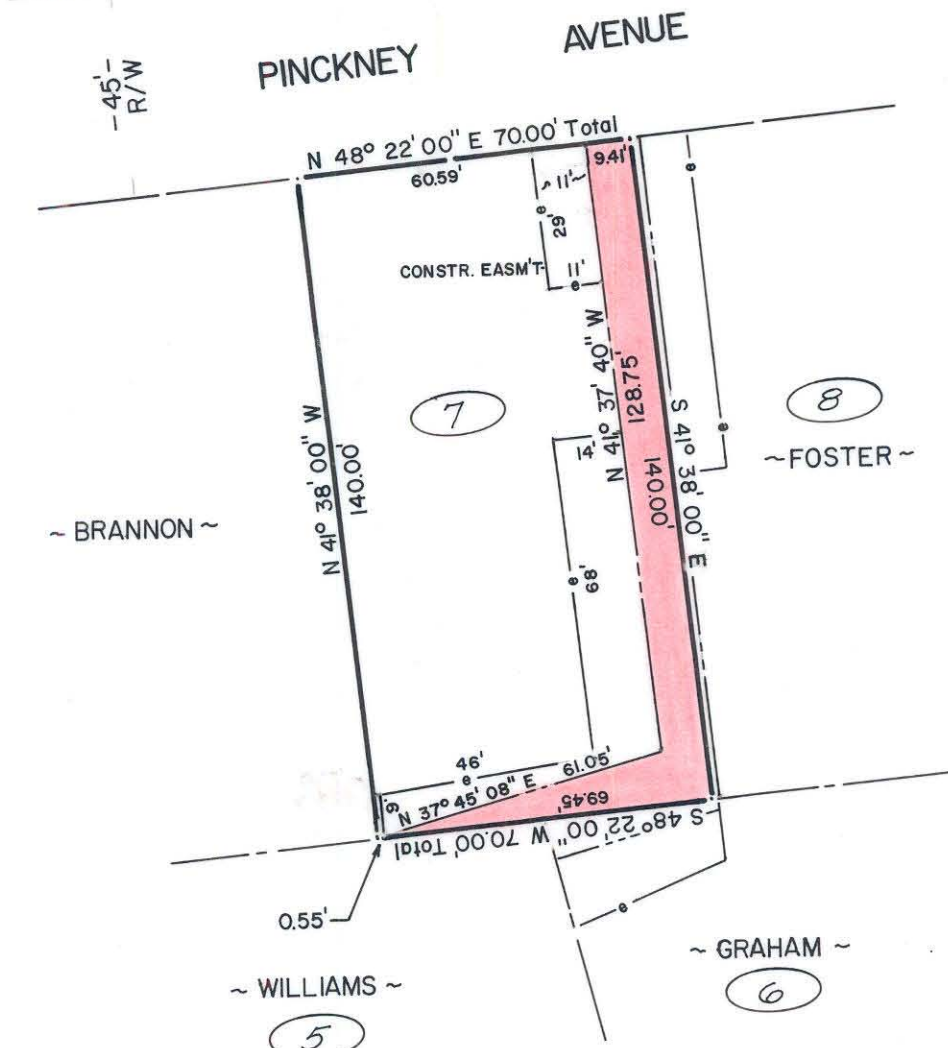 PINCKNEY AVENUE
-45'-
R/W
N 48° 22' 00" E 70.00' Total
60.59'
9.41'
~ 11' ~
e
29'
CONSTR. EASM'T
11'
e
e
e
N 41° 37' 40" W
128.75'
S 41° 38' 00" E
140.00'
N 41° 38' 00" W
140.00'
7
8
~FOSTER~
~ BRANNON ~
14'
e
68'
46'
e
9'
N 37° 45' 08" E
61.05'
69.45'
S 48° 22' 00" W 70.00' Total
0.55'
e
~ GRAHAM ~
6
~ WILLIAMS ~
5